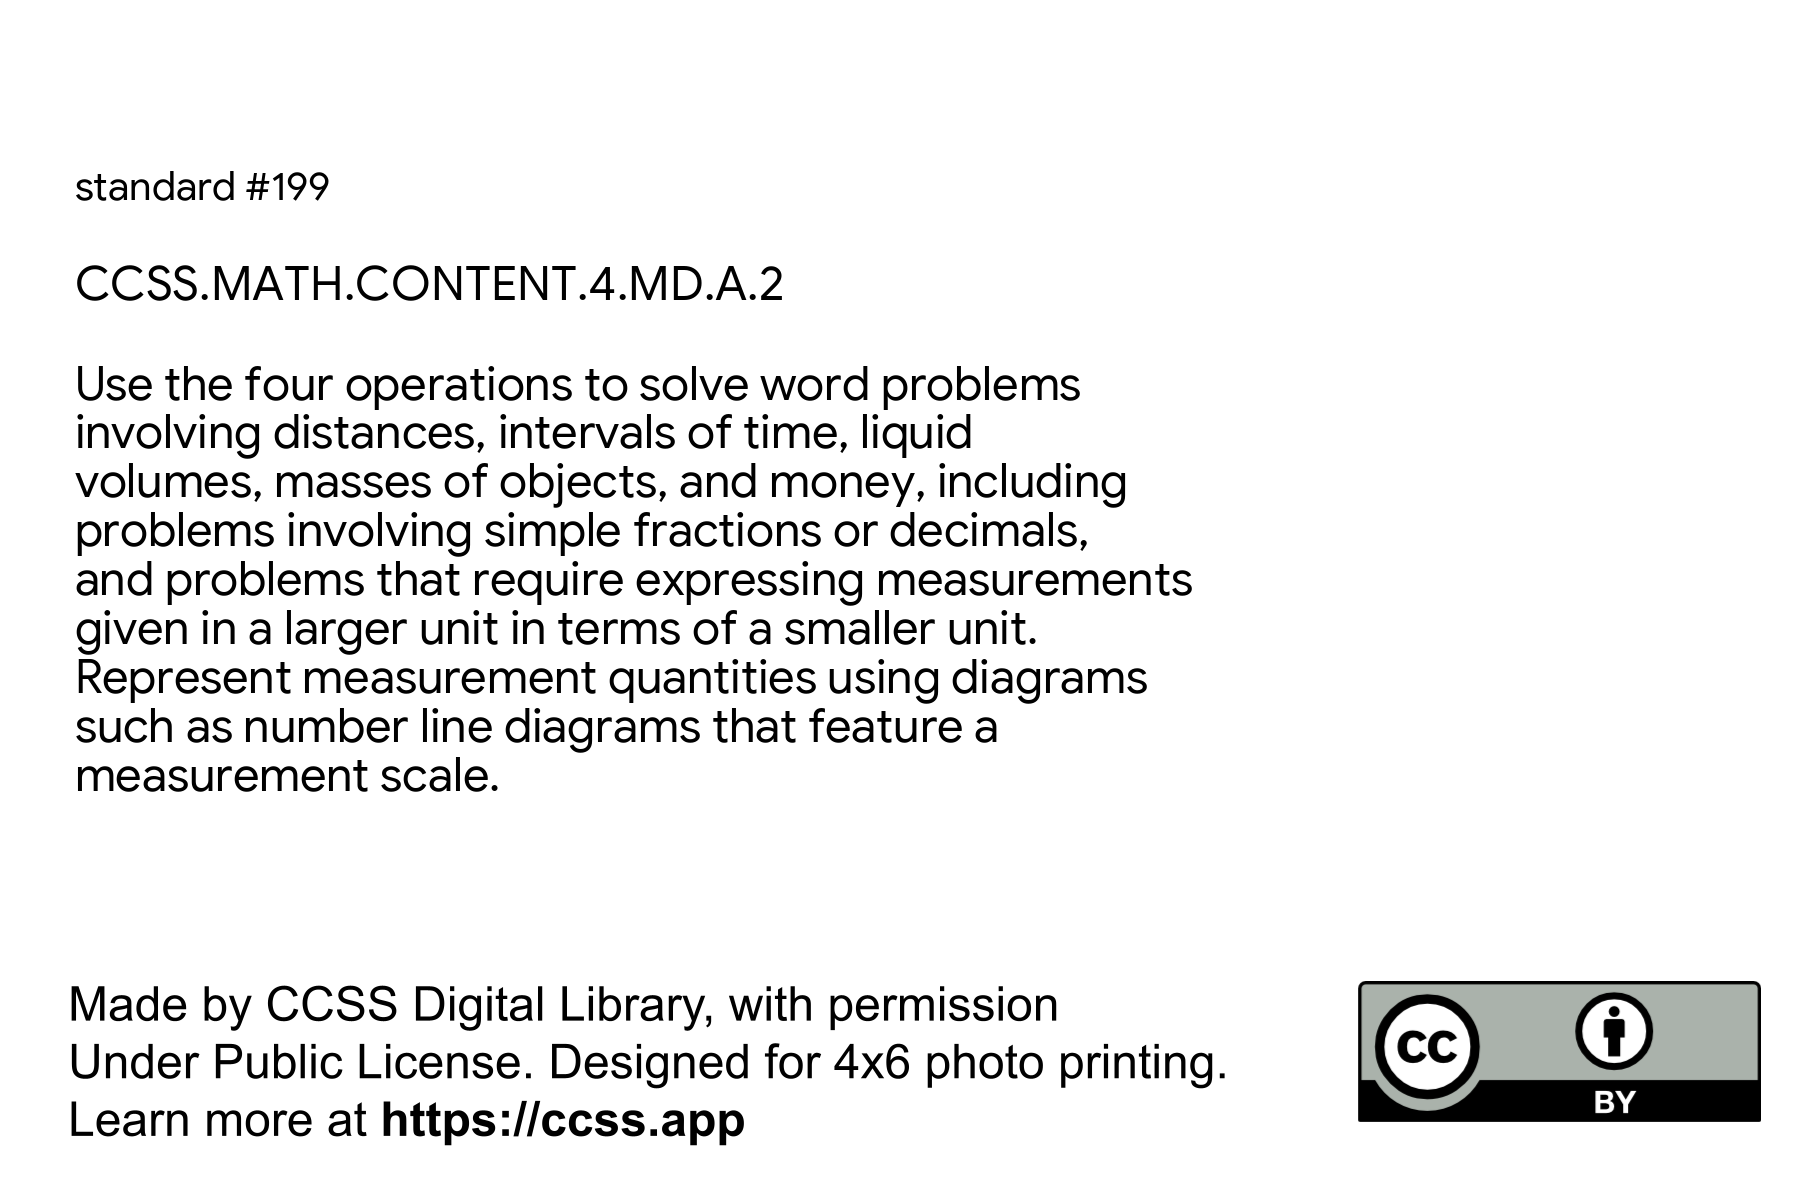 standard #199
CCSS.MATH.CONTENT.4.MD.A.2
Use the four operations to solve word problems
involving distances, intervals of time, liquid
volumes, masses of objects, and money, including
problems involving simple fractions or decimals,
and problems that require expressing measurements
given in a larger unit in terms of a smaller unit.
Represent measurement quantities using diagrams
such as number line diagrams that feature a
measurement scale.
Made by CCSS Digital Library, with permission
Under Public License. Designed for 4x6 photo printing.
Learn more at https://ccss.app
cc
BY